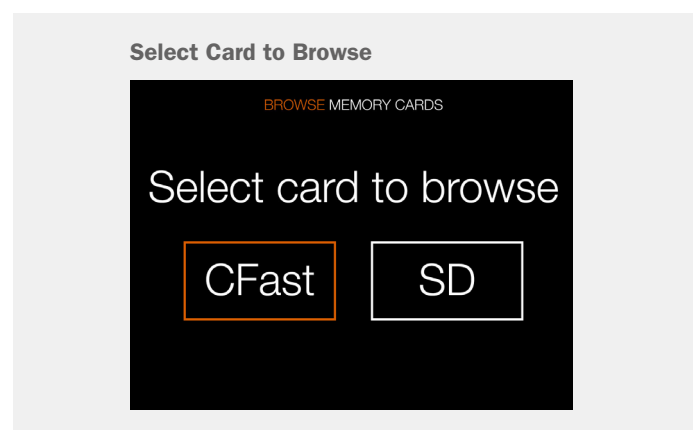 Select Card to Browse
BROWSE MEMORY CARDS
Select card to browse
CFast SD